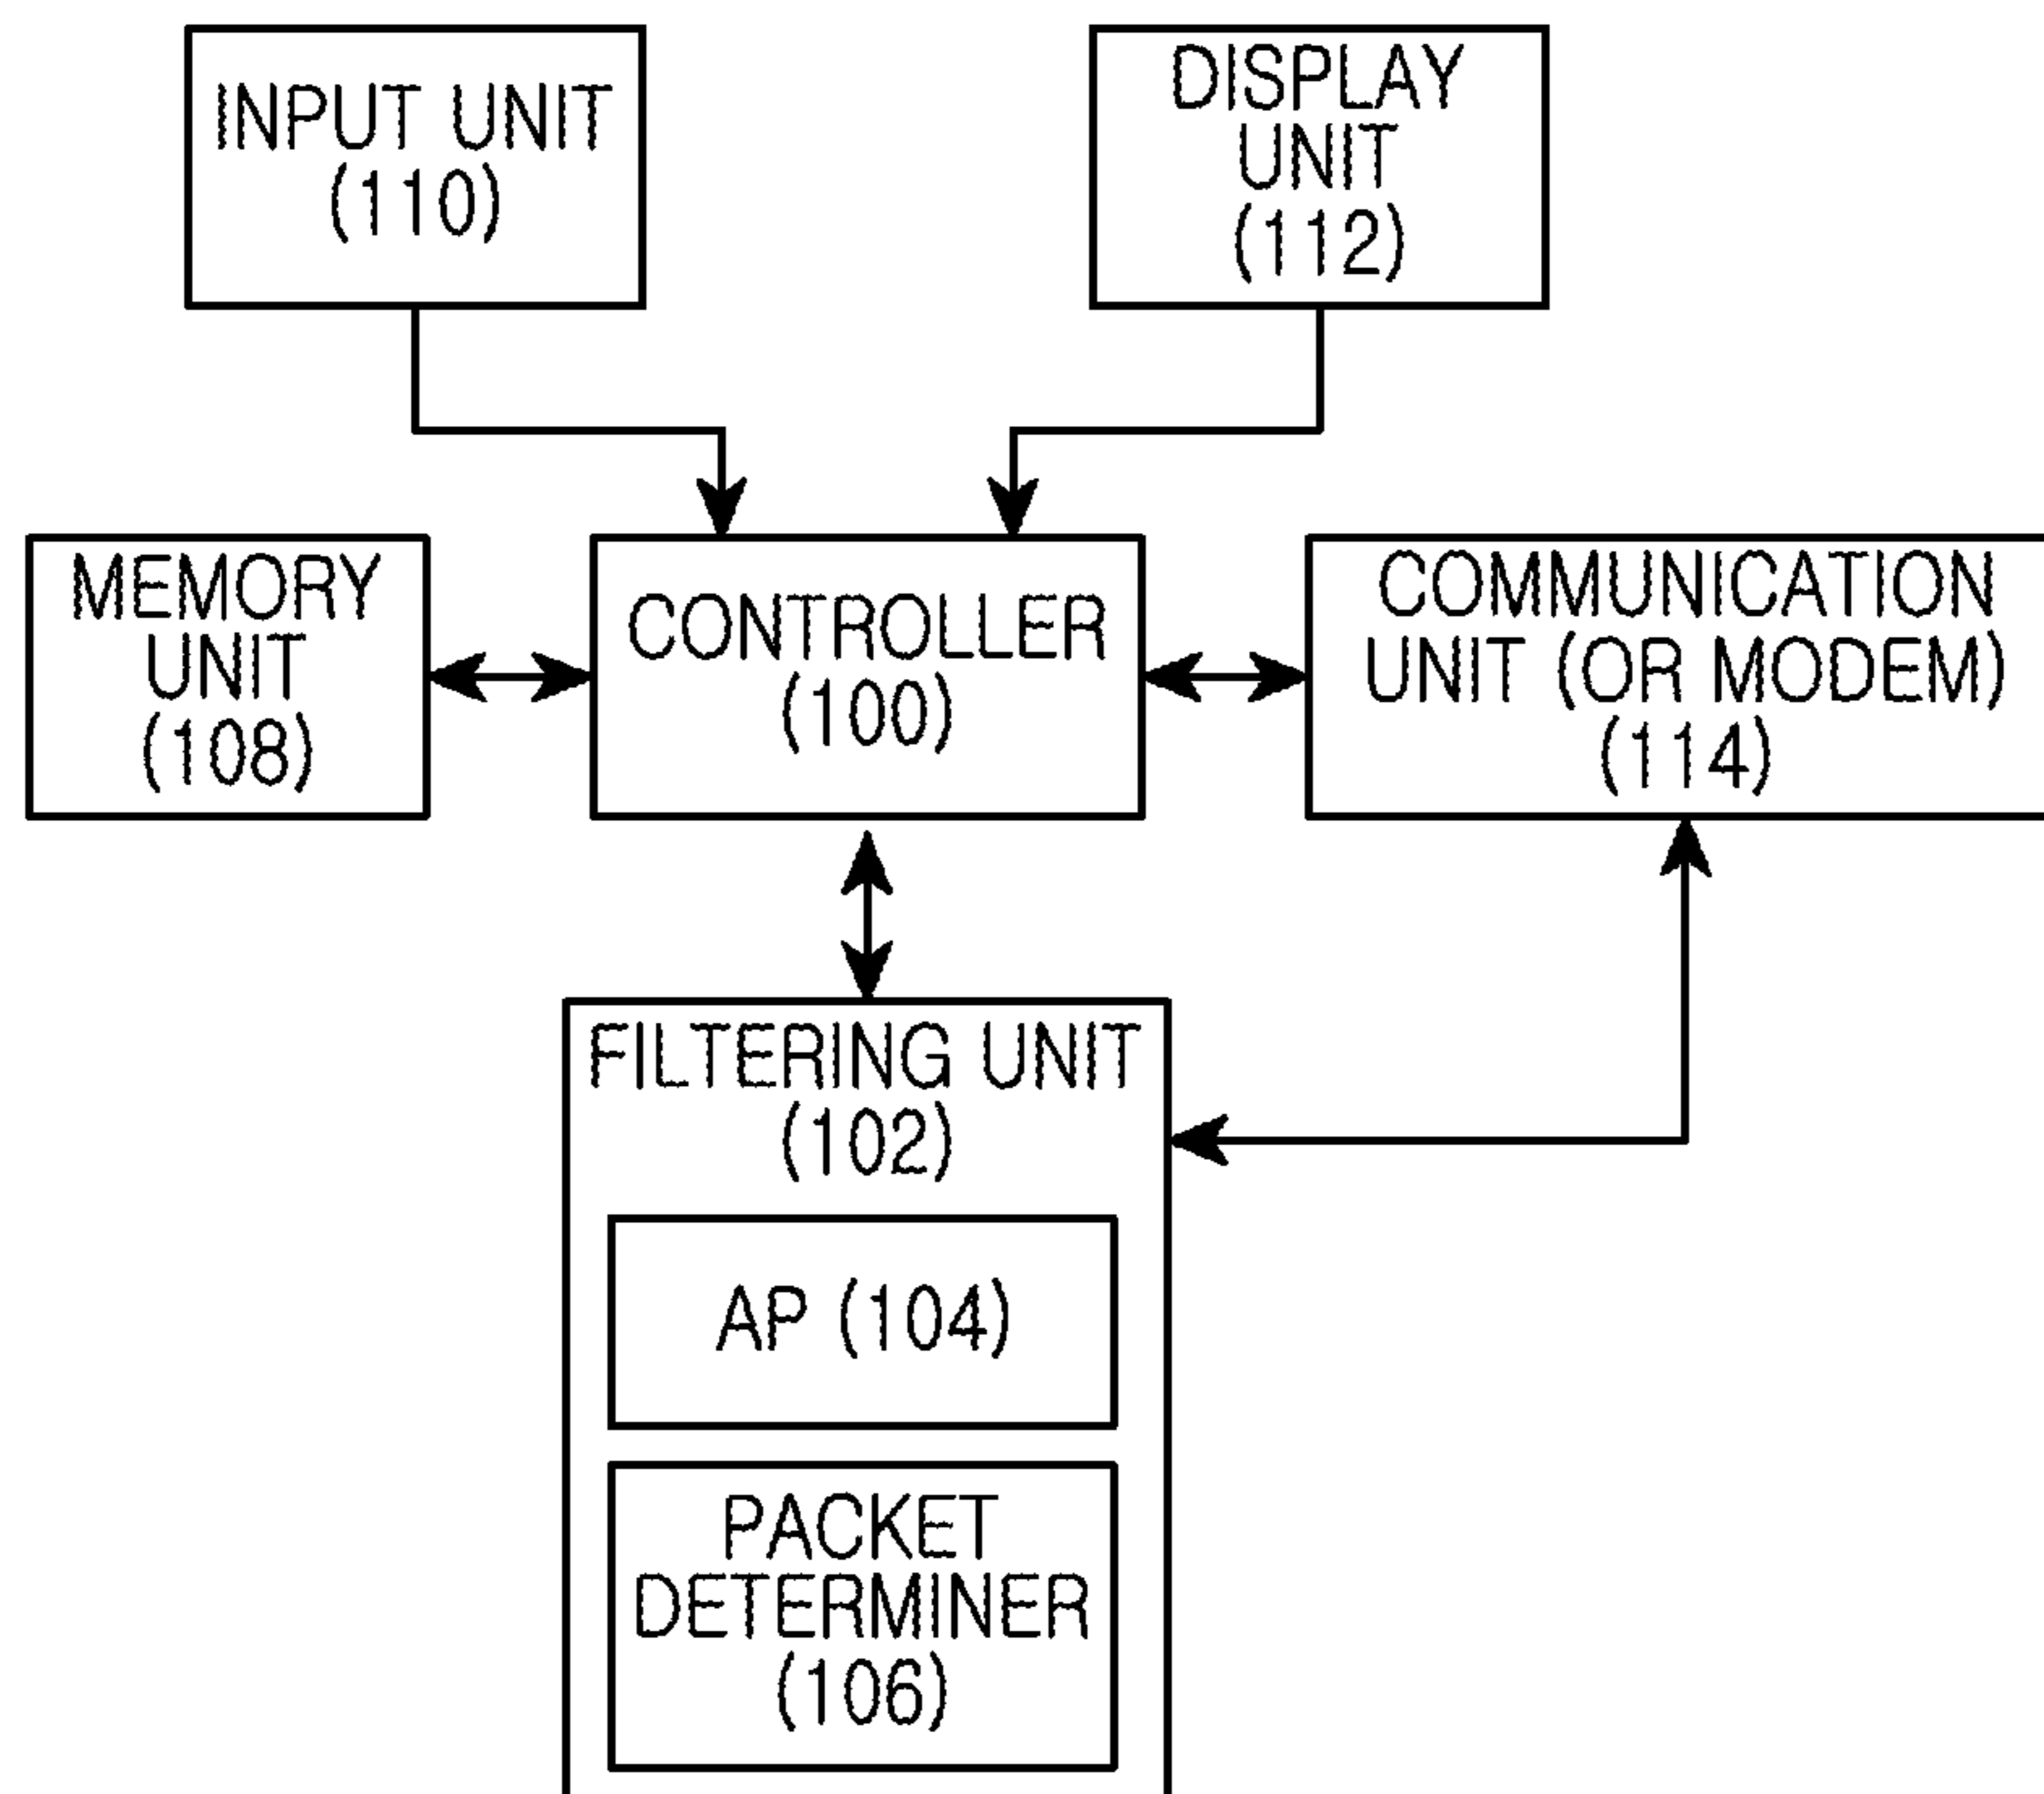 INPUT UNIT
(110)
DISPLAY
UNIT
(112)
MEMORY
UNIT
(108)
CONTROLLER
(100)
COMMUNICATION
UNIT (OR MODEM)
(114)
FILTERING UNIT
(102)
AP (104)
PACKET
DETERMINER
(106)